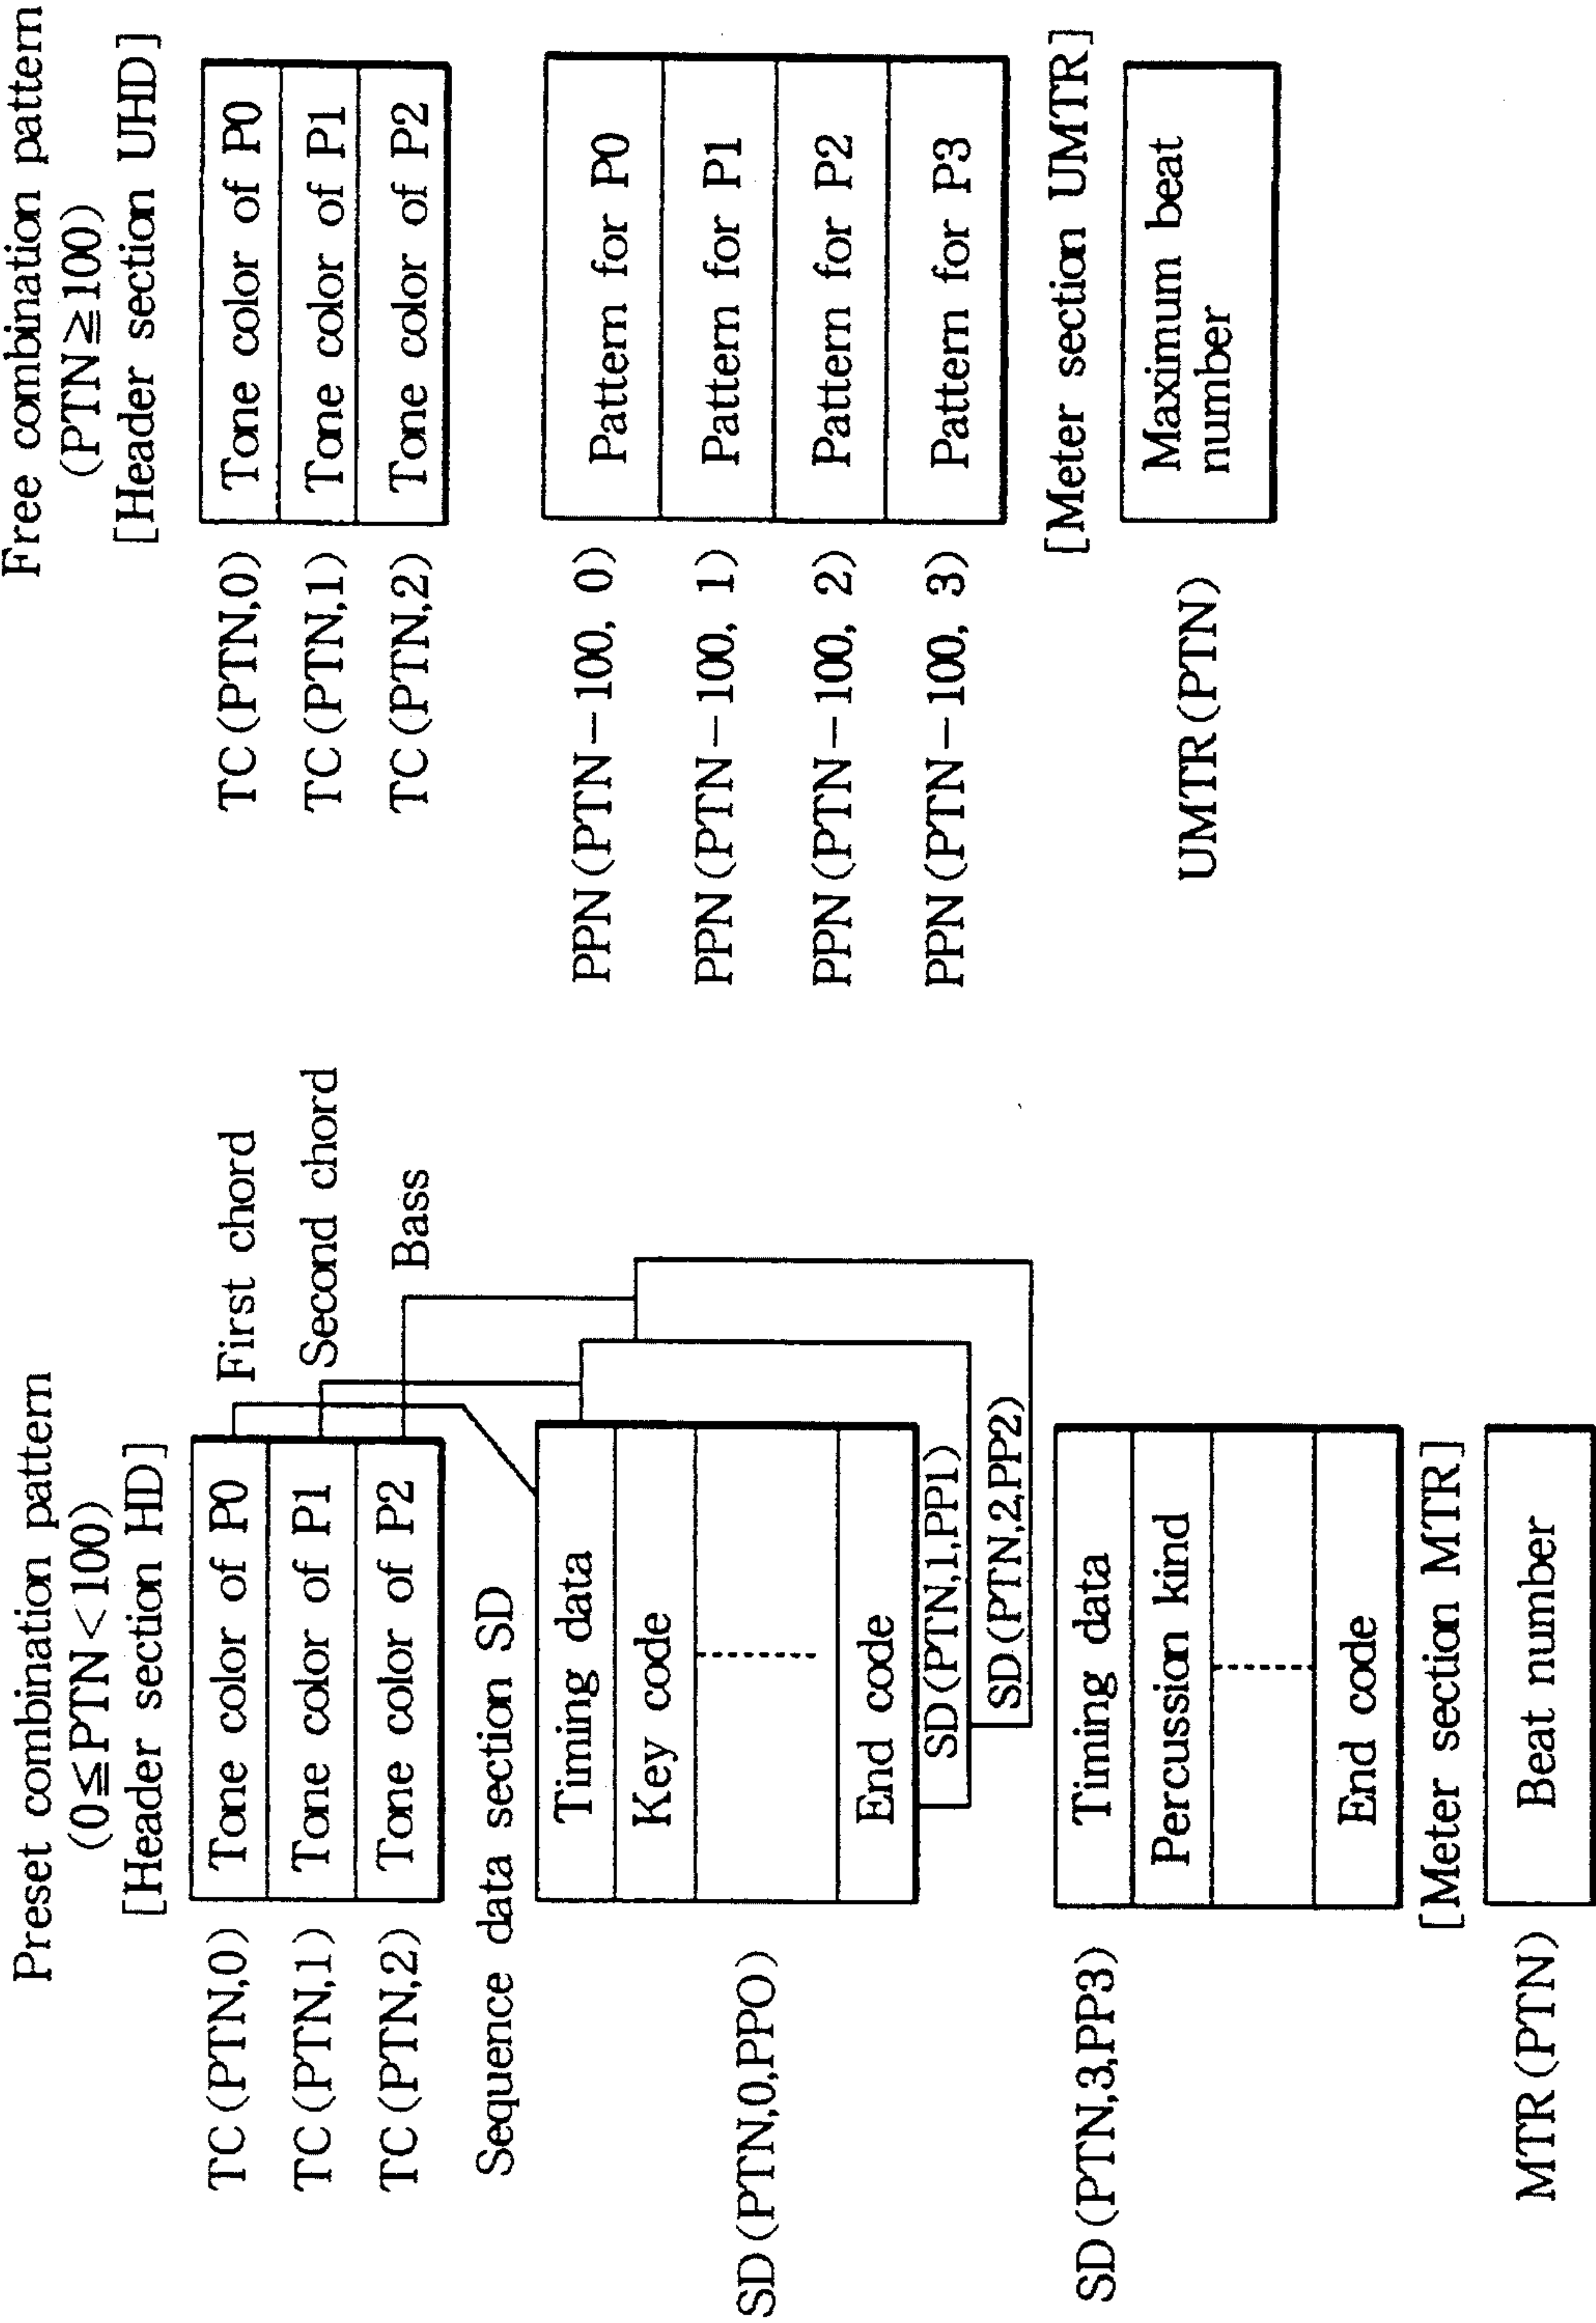 Preset combination pattern
(0≦PTN<100)
[Header section HD]
TC(PTN,0) Tone color of P0 First chord
TC(PTN,1) Tone color of P1 Second chord
TC(PTN,2) Tone color of P2 Bass
Sequence data section SD
SD(PTN,0,PPO)
Timing data
Key code
End code
SD(PTN,1,PP1)
SD(PTN,2,PP2)
SD(PTN,3,PP3)
Timing data
Percussion kind
End code
[Meter section MTR]
MTR(PTN) Beat number
Free combination pattern
(PTN≧100)
[Header section UHD]
TC(PTN,0) Tone color of P0
TC(PTN,1) Tone color of P1
TC(PTN,2) Tone color of P2
PPN(PTN-100, 0) Pattern for P0
PPN(PTN-100, 1) Pattern for P1
PPN(PTN-100, 2) Pattern for P2
PPN(PTN-100, 3) Pattern for P3
[Meter section UMTR]
UMTR(PTN) Maximum beat
number